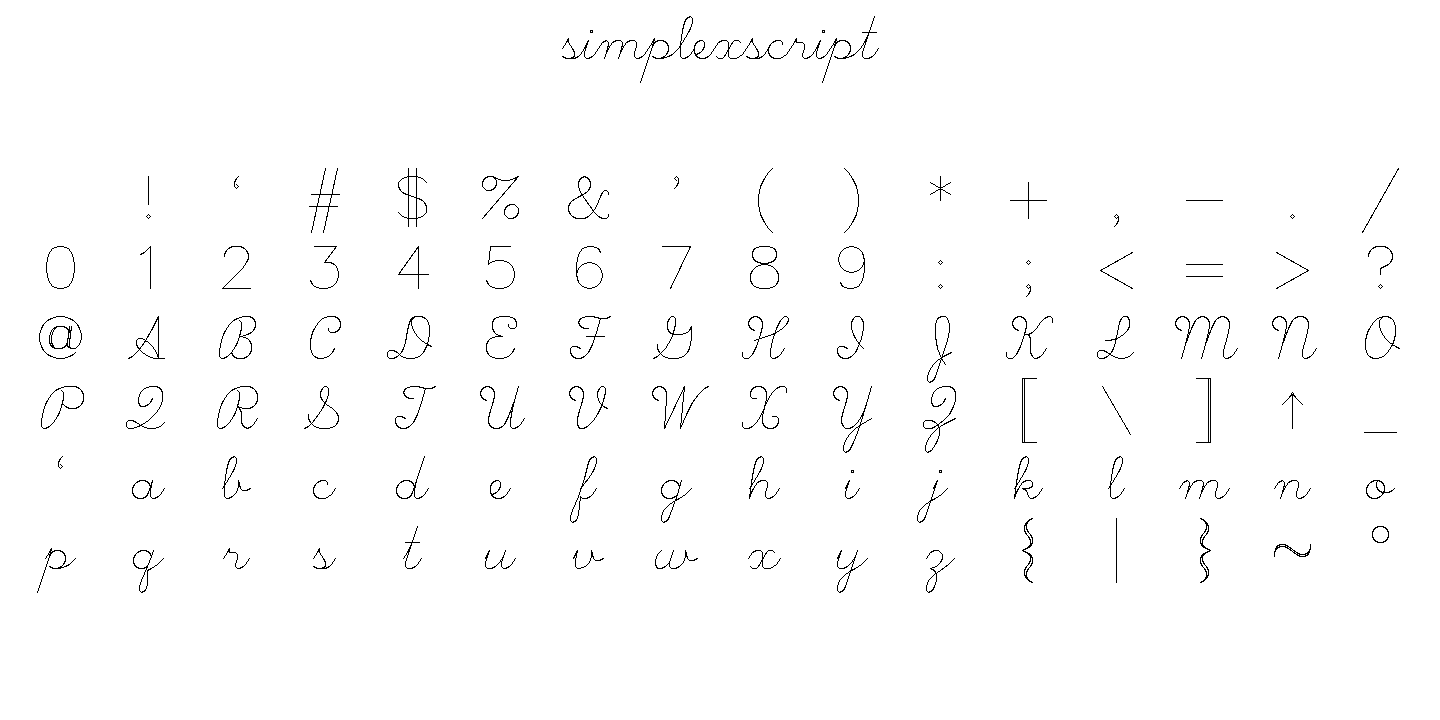 simplexscript
! ‘ # $ % & ’ ( ) * + , - . /
0 1 2 3 4 5 6 7 8 9 : ; < = > ?
@ A B C D E F G H I J K L M N O
P Q R S T U V W X Y Z [ \ ] ↑ _
‘ a b c d e f g h i j k l m n o
p q r s t u v w x y z { | } ~ °